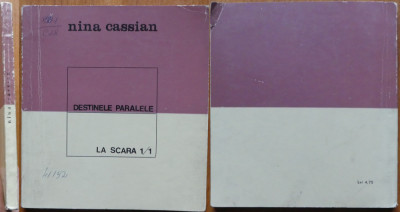 nina cassian
DESTINELE PARALELE
LA SCARA 1/1
Lei 4,75